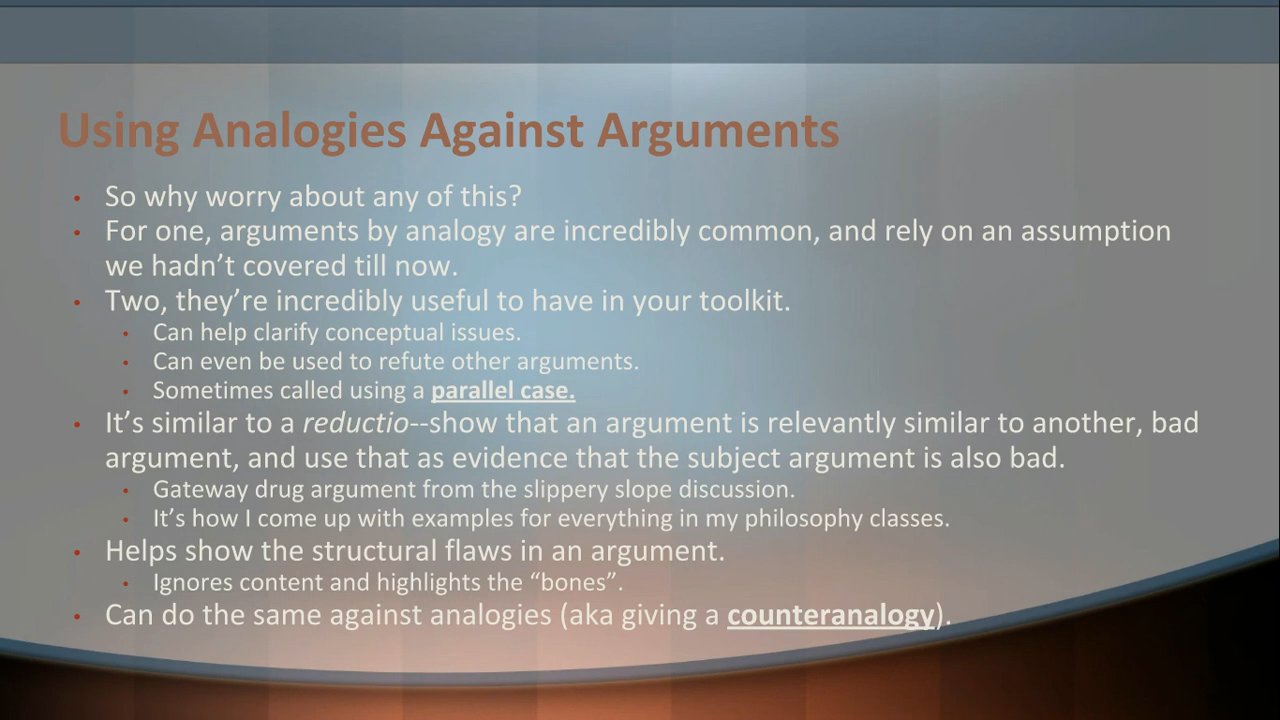 Using Analogies Against Arguments
• So why worry about any of this?
• For one, arguments by analogy are incredibly common, and rely on an assumption
we hadn’t covered till now.
• Two, they’re incredibly useful to have in your toolkit.
• Can help clarify conceptual issues.
• Can even be used to refute other arguments.
• Sometimes called using a parallel case.
• It’s similar to a reductio--show that an argument is relevantly similar to another, bad
argument, and use that as evidence that the subject argument is also bad.
• Gateway drug argument from the slippery slope discussion.
• It’s how I come up with examples for everything in my philosophy classes.
• Helps show the structural flaws in an argument.
• Ignores content and highlights the “bones”.
• Can do the same against analogies (aka giving a counteranalogy).